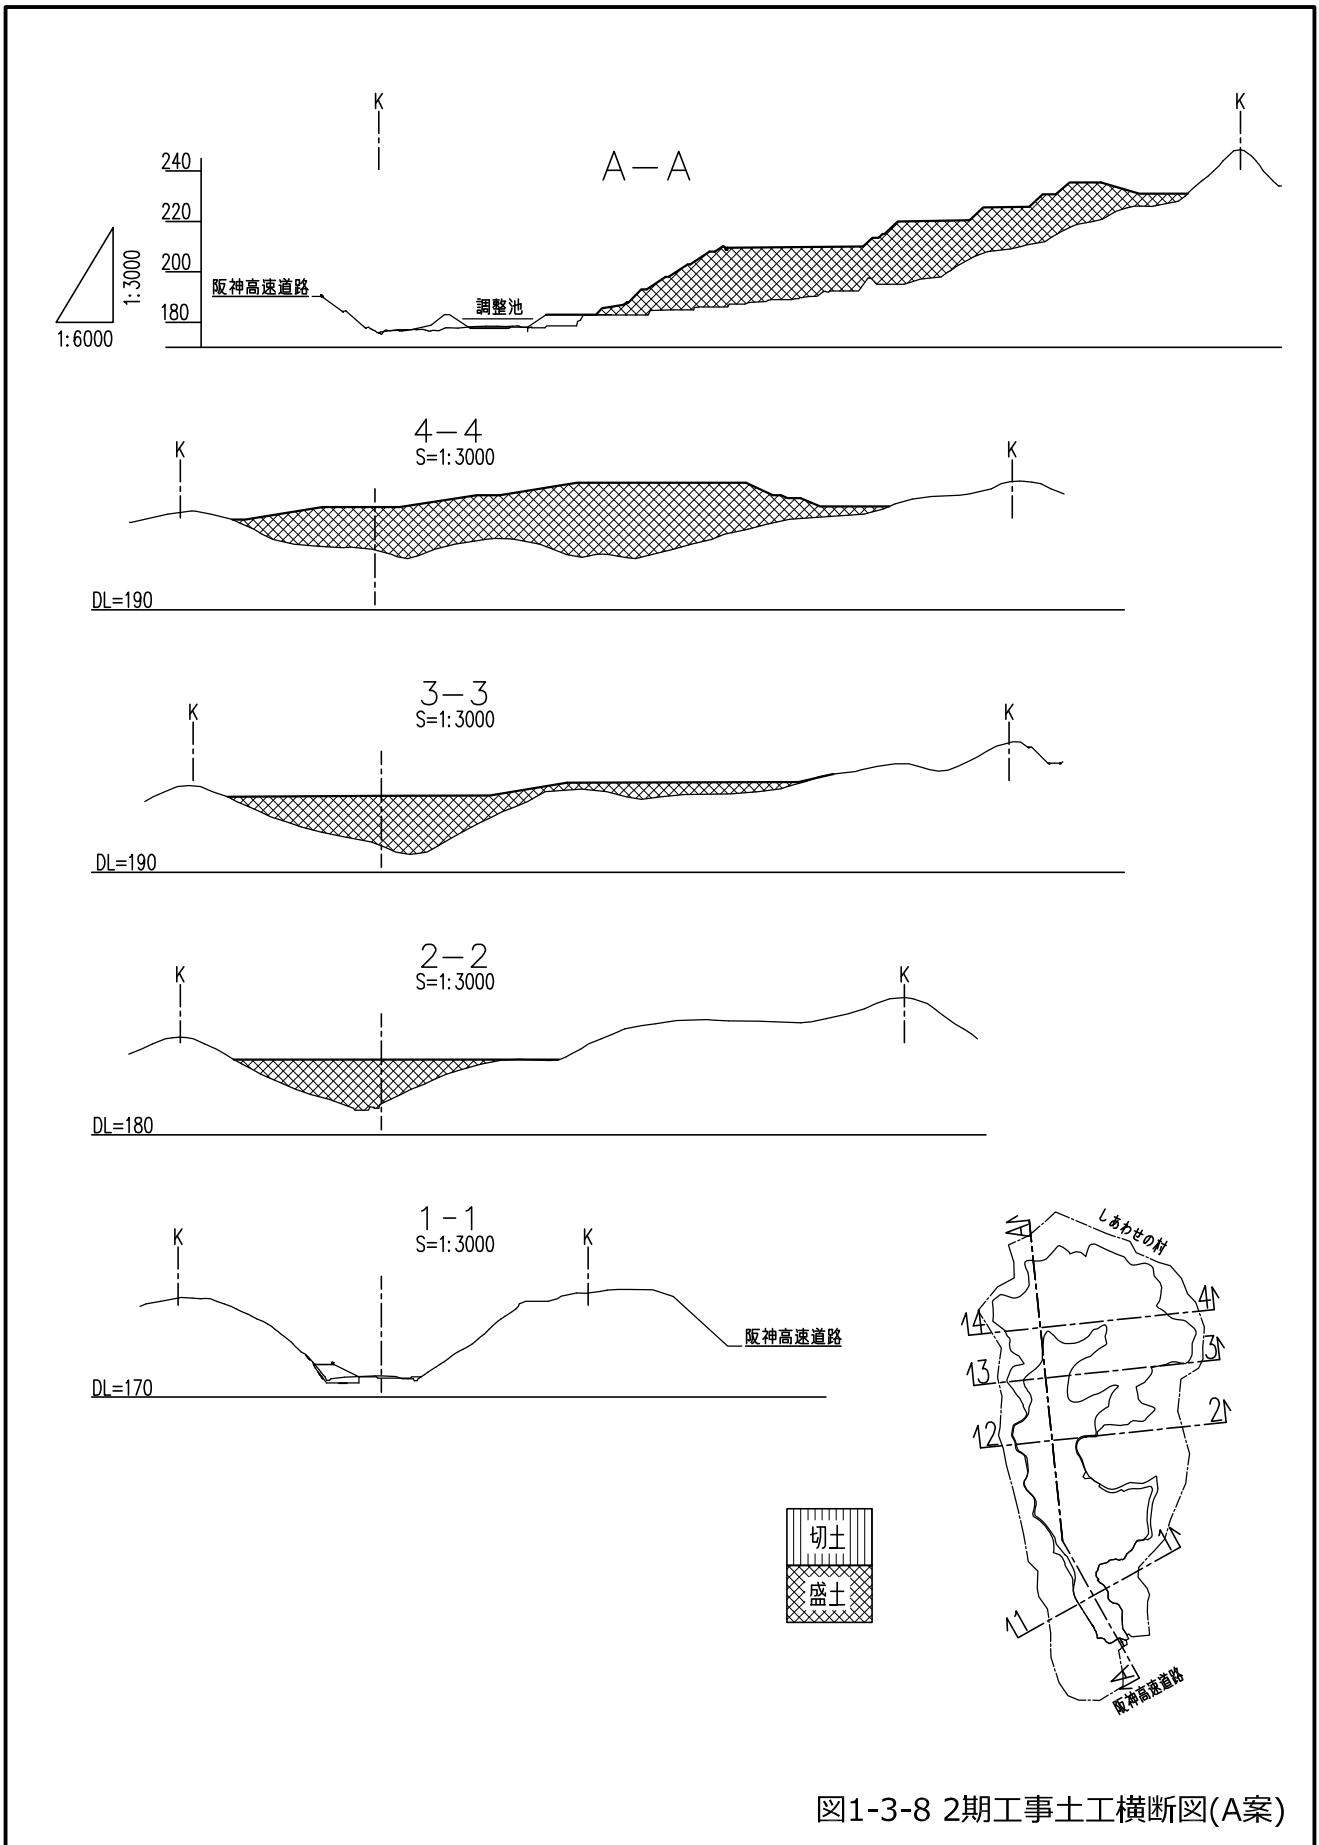 K
K
A-A
240
220
200
180
1:3000
1:6000
阪神高速道路
調整池
4-4
S=1:3000
K
K
DL=190
3-3
S=1:3000
K
K
DL=190
2-2
S=1:3000
K
K
DL=180
1-1
S=1:3000
K
K
阪神高速道路
DL=170
A
しあわせの村
4
4
3
3
2
2
1
1
A
阪神高速道路
切土
盛土
図1-3-8 2期工事土工横断図(A案)